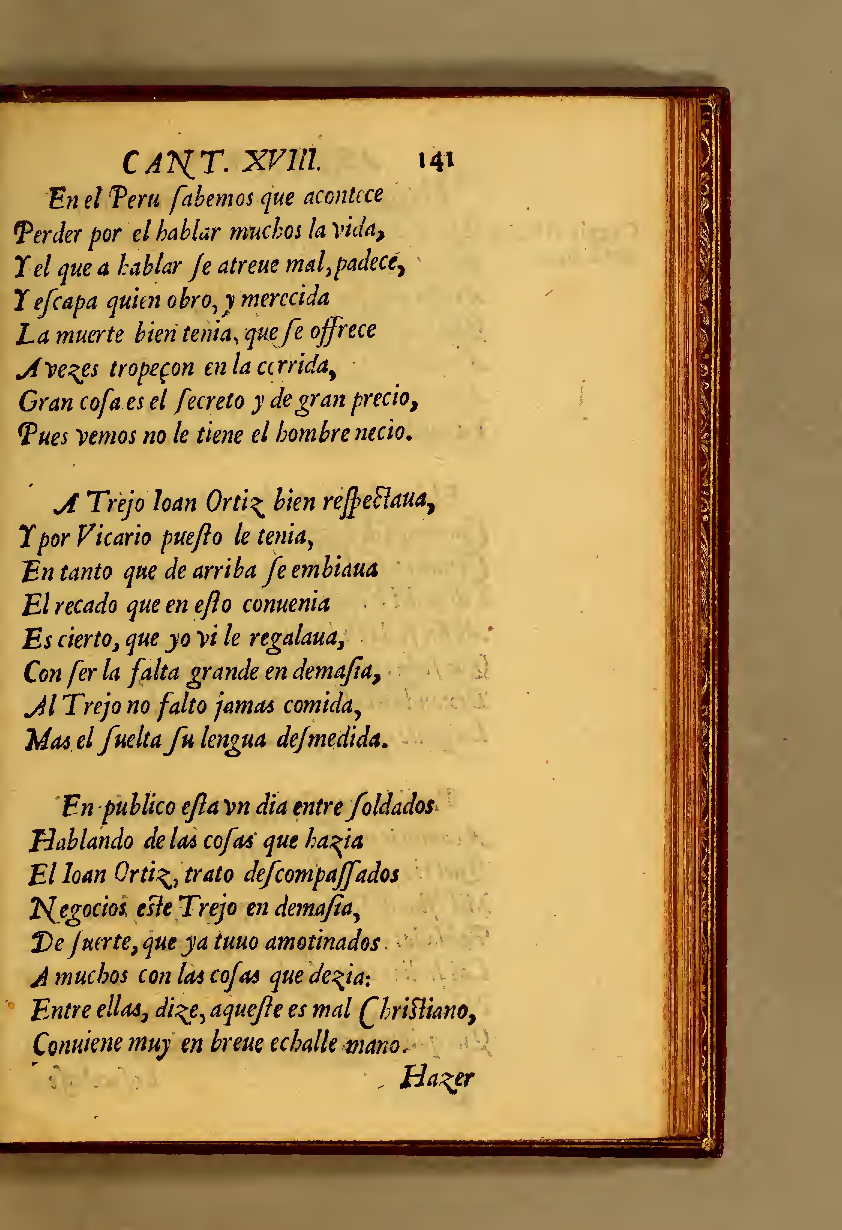 CANT. XVIII. 141
En el Peru ſabemos que acontece
Perder por el hablar muchos la vida,
Y el que a hablar ſe atreue mal, padece,
Y eſcapa quien obro, y merecida
La muerte bien tenia, que ſe offrece
A vezes tropeçon en la corrida,
Gran coſa es el ſecreto y de gran precio,
Pues vemos no le tiene el hombre necio.
A Trejo Ioan Ortiz bien reſpectaua,
Y por Vicario pueſto le tenia,
En tanto que de arriba ſe embiaua
El recado que en eſto conuenia
Es cierto, que yo vi le regalaua,
Con ſer la falta grande en demaſia,
Al Trejo no falto jamas comida,
Mas el ſuelta ſu lengua deſmedida.
En publico eſta vn dia entre ſoldados
Hablando de las coſas que hazia
El Ioan Ortiz, trato deſcompaſſados
Negocios eſte Trejo en demaſia,
De ſuerte, que ya tuuo amotinados
A muchos con las coſas que dezia:
Entre ellas, dize, aqueſte es mal Chriſtiano,
Conuiene muy en breue echalle mano.
Hazer